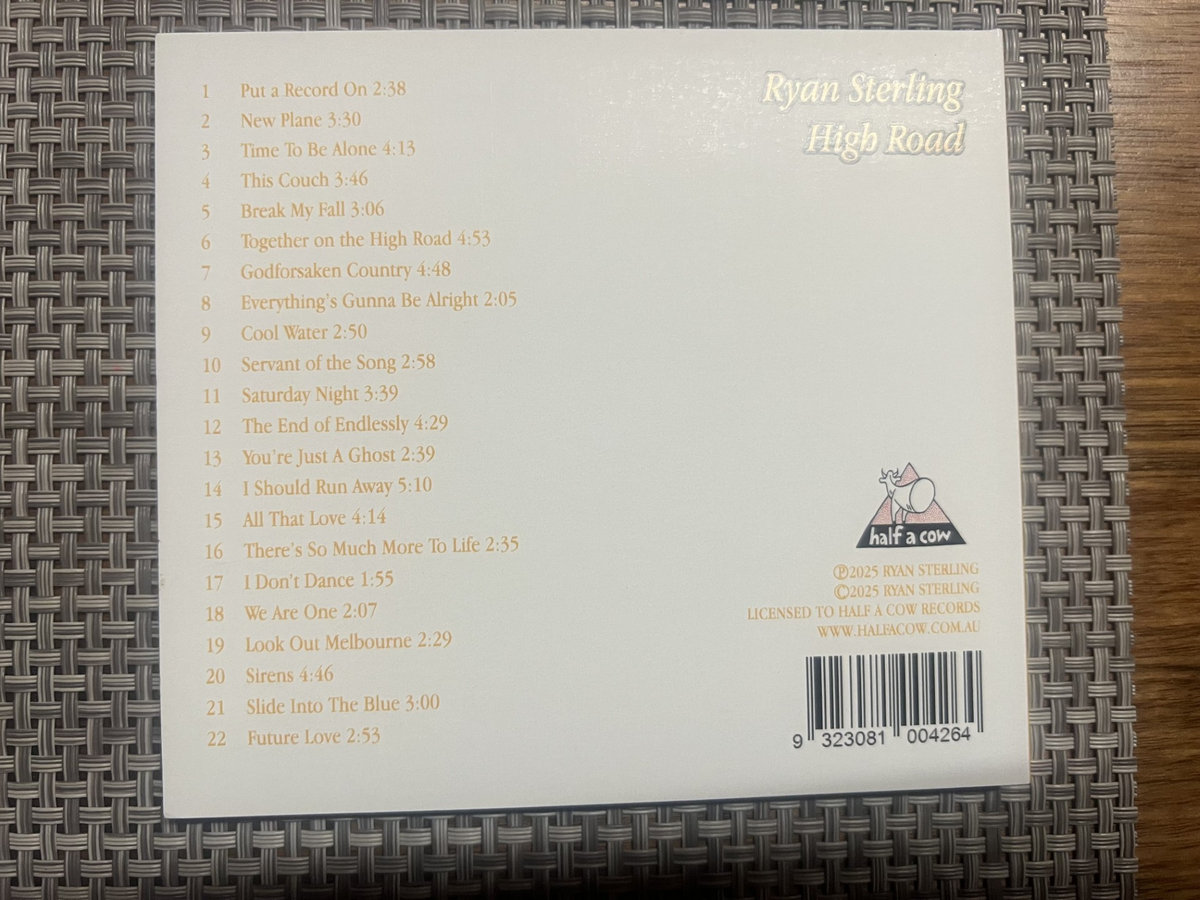 1 Put a Record On 2:38
2 New Plane 3:30
3 Time To Be Alone 4:13
4 This Couch 3:46
5 Break My Fall 3:06
6 Together on the High Road 4:53
7 Godforsaken Country 4:48
8 Everything's Gunna Be Alright 2:05
9 Cool Water 2:50
10 Servant of the Song 2:58
11 Saturday Night 3:39
12 The End of Endlessly 4:29
13 You're Just A Ghost 2:39
14 I Should Run Away 5:10
15 All That Love 4:14
16 There's So Much More To Life 2:35
17 I Don't Dance 1:55
18 We Are One 2:07
19 Look Out Melbourne 2:29
20 Sirens 4:46
21 Slide Into The Blue 3:00
22 Future Love 2:53
Ryan Sterling
High Road
half a cow
℗2025 RYAN STERLING
©2025 RYAN STERLING
LICENSED TO HALF A COW RECORDS
WWW.HALFACOW.COM.AU
9 323081 004264